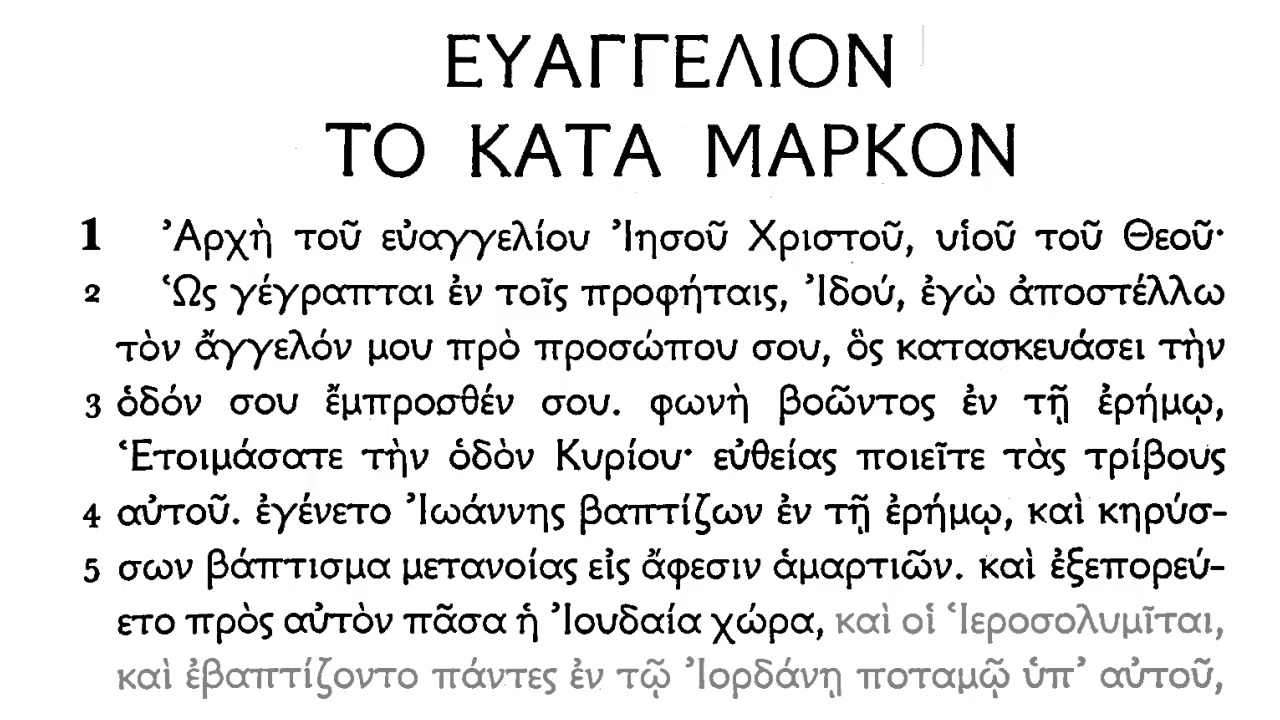 ΕΥΑΓΓΕΛΙΟΝ
ΤΟ ΚΑΤΑ ΜΑΡΚΟΝ
1 Ἀρχὴ τοῦ εὐαγγελίου Ἰησοῦ Χριστοῦ, υἱοῦ τοῦ Θεοῦ·
2 Ὡς γέγραπται ἐν τοῖς προφήταις, Ἰδού, ἐγὼ ἀποστέλλω
τὸν ἄγγελόν μου πρὸ προσώπου σου, ὃς κατασκευάσει τὴν
3 ὁδόν σου ἔμπροσθέν σου. φωνὴ βοῶντος ἐν τῇ ἐρήμῳ,
Ἑτοιμάσατε τὴν ὁδὸν Κυρίου· εὐθείας ποιεῖτε τὰς τρίβους
4 αὐτοῦ. ἐγένετο Ἰωάννης βαπτίζων ἐν τῇ ἐρήμῳ, καὶ κηρύσ-
5 σων βάπτισμα μετανοίας εἰς ἄφεσιν ἁμαρτιῶν. καὶ ἐξεπορεύ-
ετο πρὸς αὐτὸν πᾶσα ἡ Ἰουδαία χώρα, καὶ οἱ Ἱεροσολυμῖται,
καὶ ἐβαπτίζοντο πάντες ἐν τῷ Ἰορδάνῃ ποταμῷ ὑπ’ αὐτοῦ,